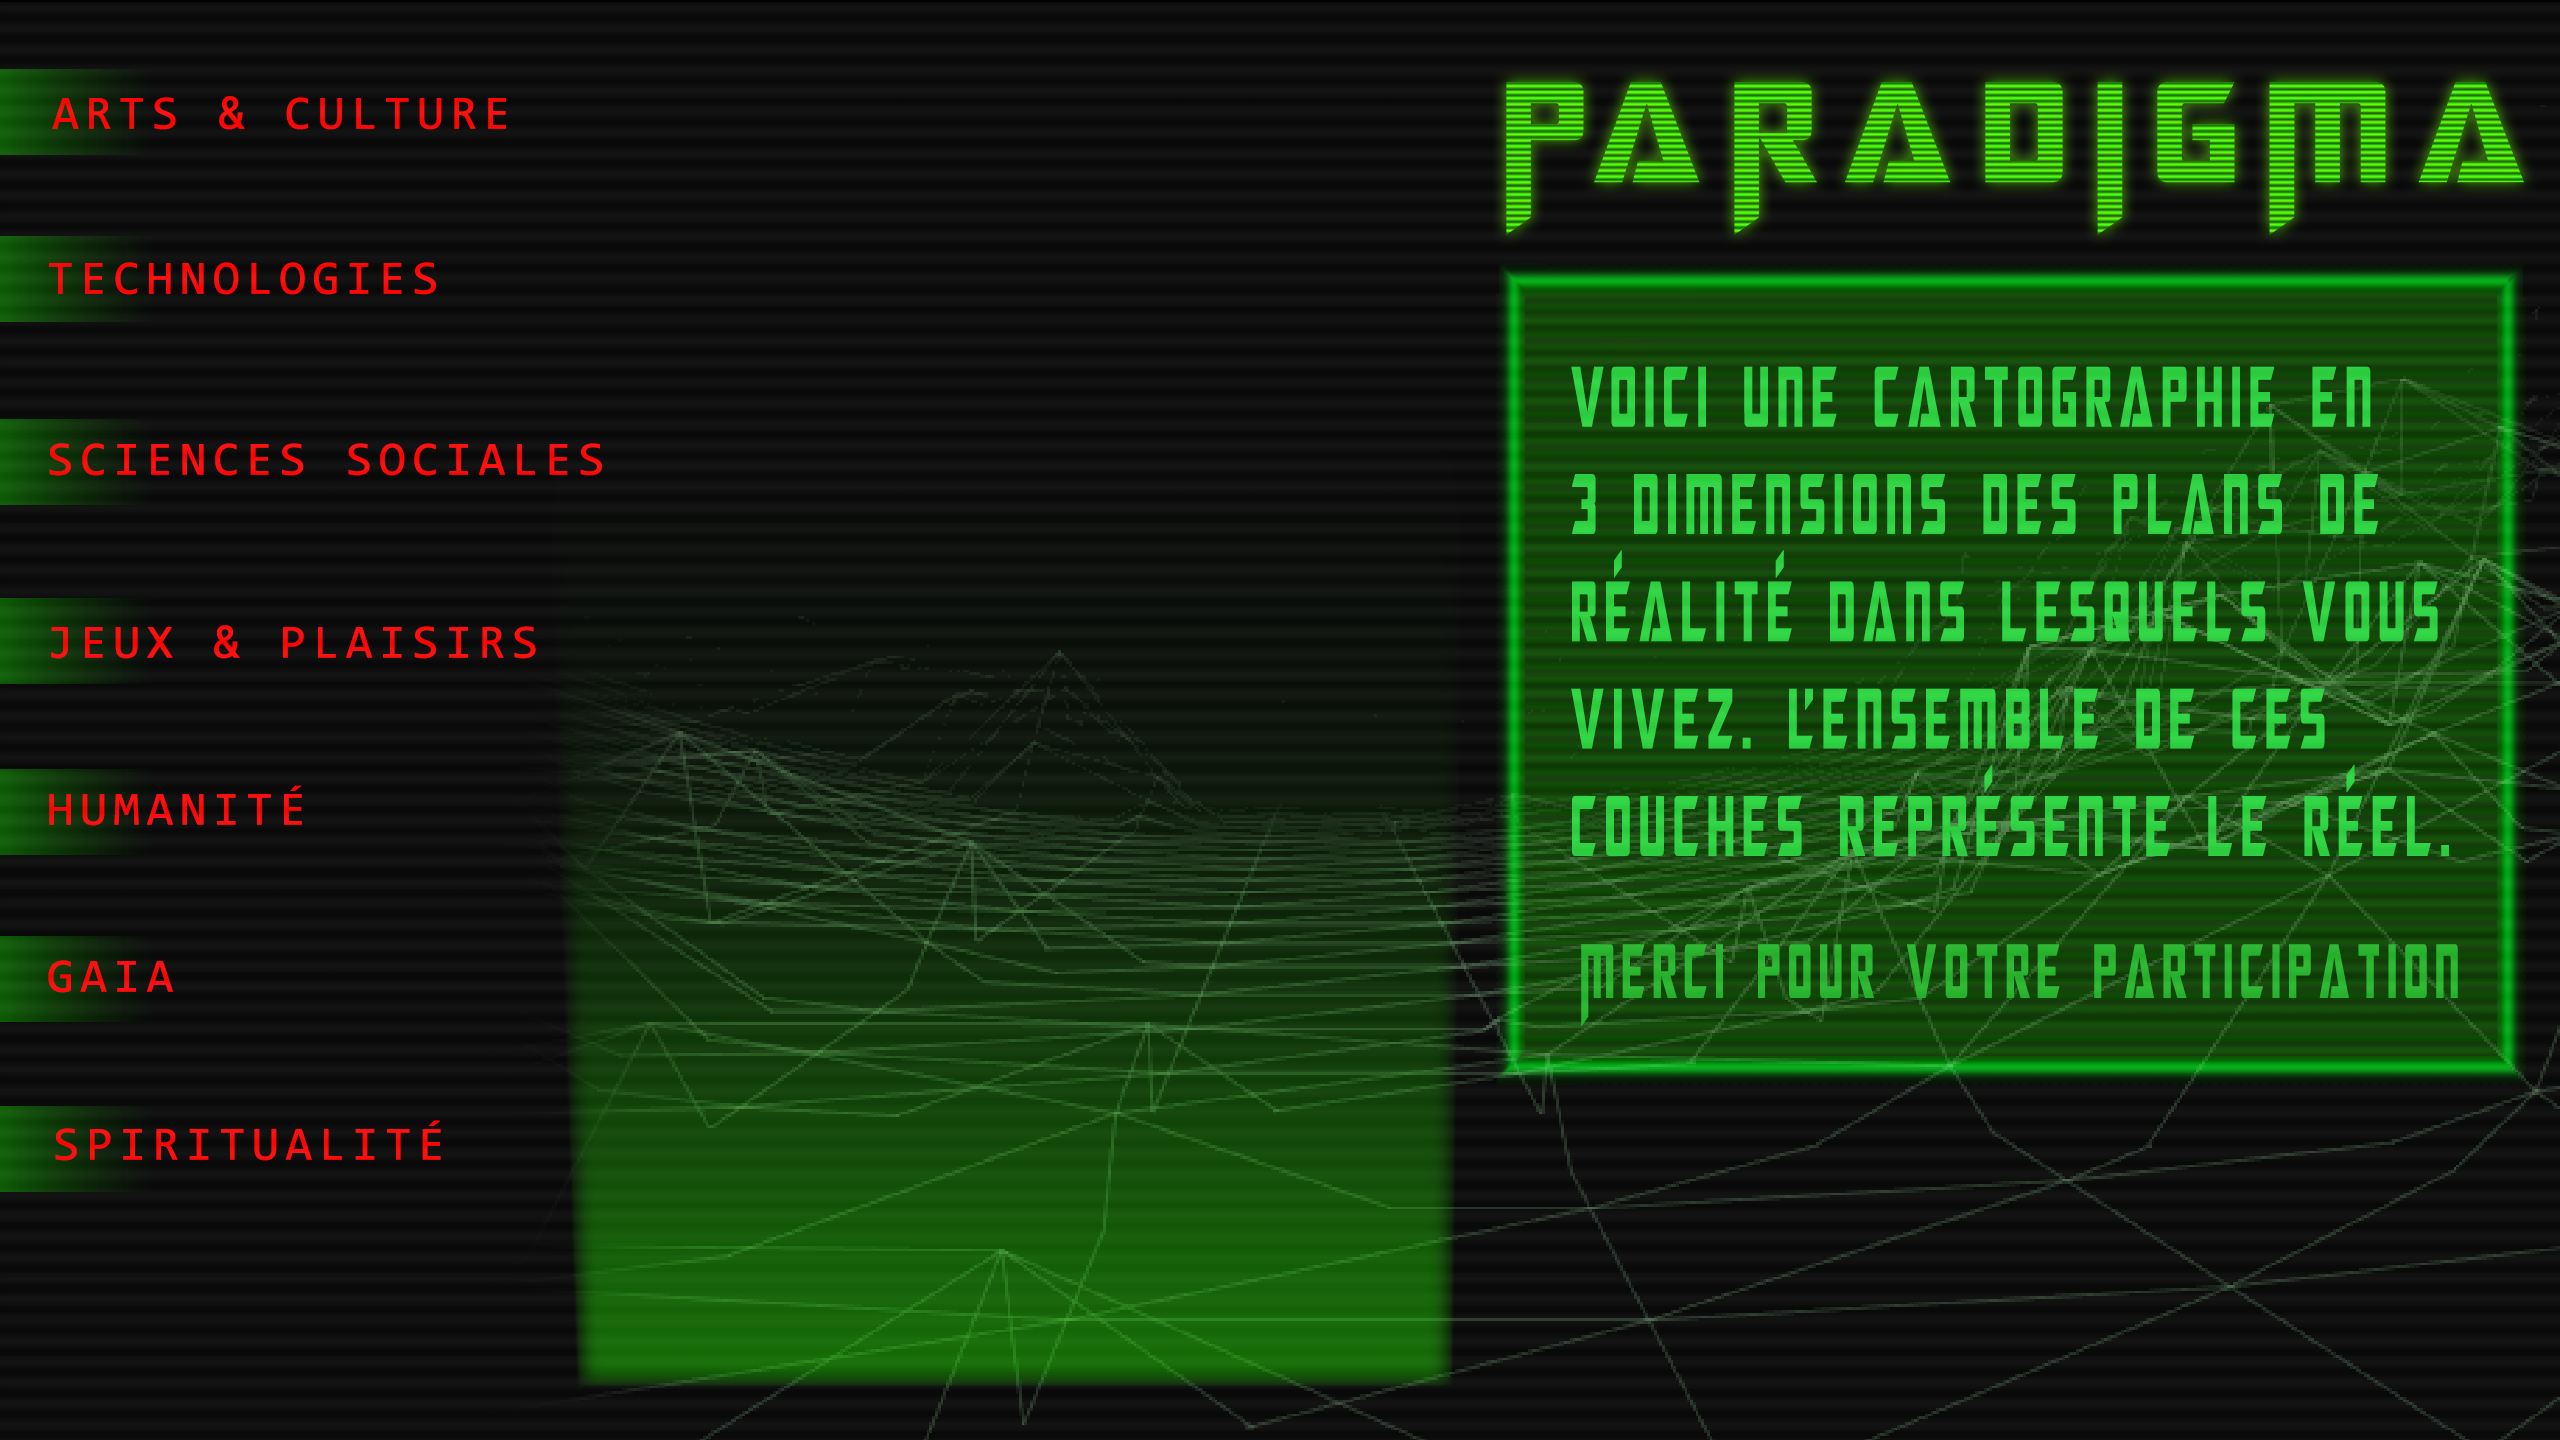 ARTS & CULTURE
TECHNOLOGIES
SCIENCES SOCIALES
JEUX & PLAISIRS
HUMANITÉ
GAIA
SPIRITUALITÉ
PARADIGMA
VOICI UNE CARTOGRAPHIE EN
3 DIMENSIONS DES PLANS DE
RÉALITÉ DANS LESQUELS VOUS
VIVEZ. L'ENSEMBLE DE CES
COUCHES REPRÉSENTE LE RÉEL.
MERCI POUR VOTRE PARTICIPATION